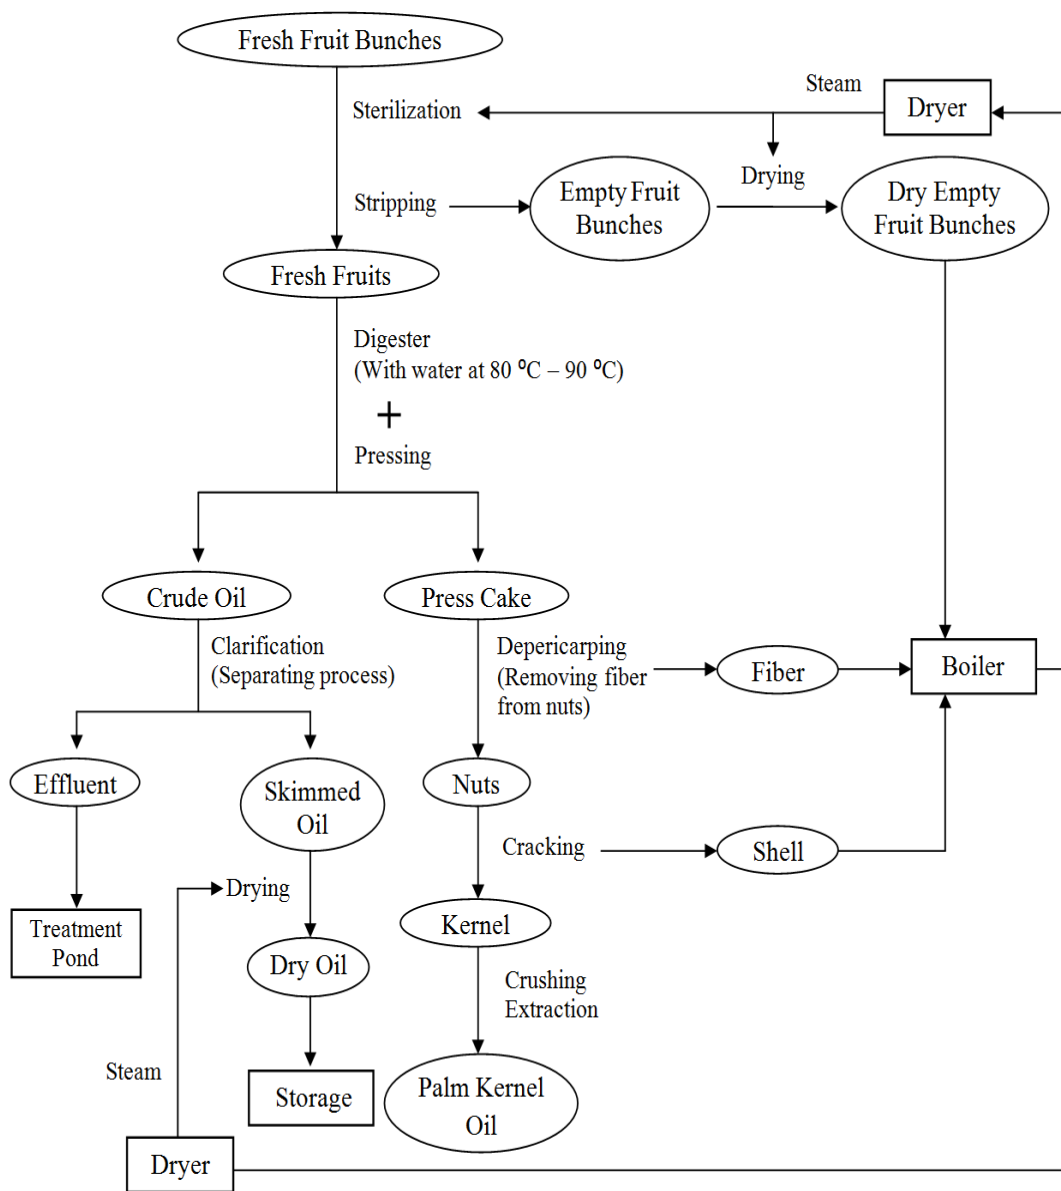 Fresh Fruit Bunches
Steam
Dryer
Sterilization
Drying
Stripping
Empty Fruit
Bunches
Dry Empty
Fruit Bunches
Fresh Fruits
Digester
(With water at 80 ⁰C – 90 ⁰C)
+
Pressing
Crude Oil
Press Cake
Clarification
(Separating process)
Depericarping
(Removing fiber
from nuts)
Fiber
Boiler
Effluent
Skimmed
Oil
Nuts
Cracking
Shell
Drying
Treatment
Pond
Kernel
Dry Oil
Crushing
Extraction
Steam
Storage
Palm Kernel
Oil
Dryer